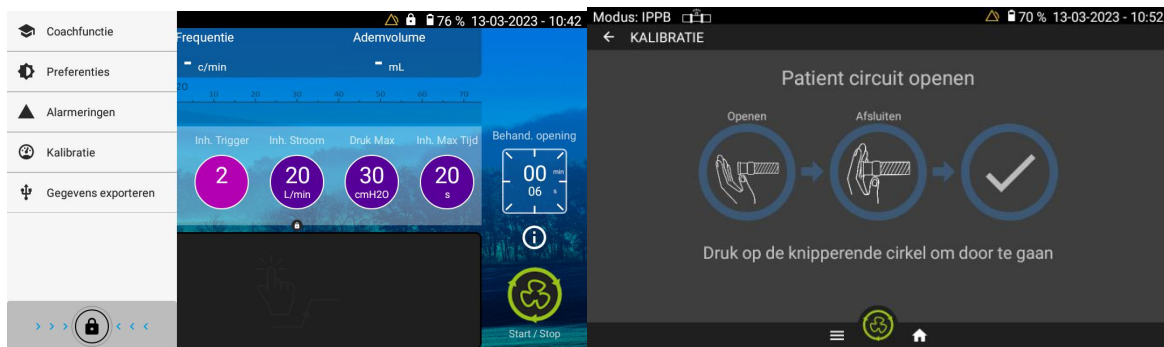 Coachfunctie
Preferenties
Alarmeringen
Kalibratie
Gegevens exporteren
76 % 13-03-2023 - 10:42
Frequentie Ademvolume
- c/min - mL
20 10 20 30 40 50 60 70
Inh. Trigger Inh. Stroom Druk Max Inh. Max Tijd
2 20 L/min 30 cmH2O 20 s
Behand. opening
00 min
06 s
Start / Stop
Modus: IPPB 70 % 13-03-2023 - 10:52
KALIBRATIE
Patient circuit openen
Openen Afsluiten
Druk op de knipperende cirkel om door te gaan